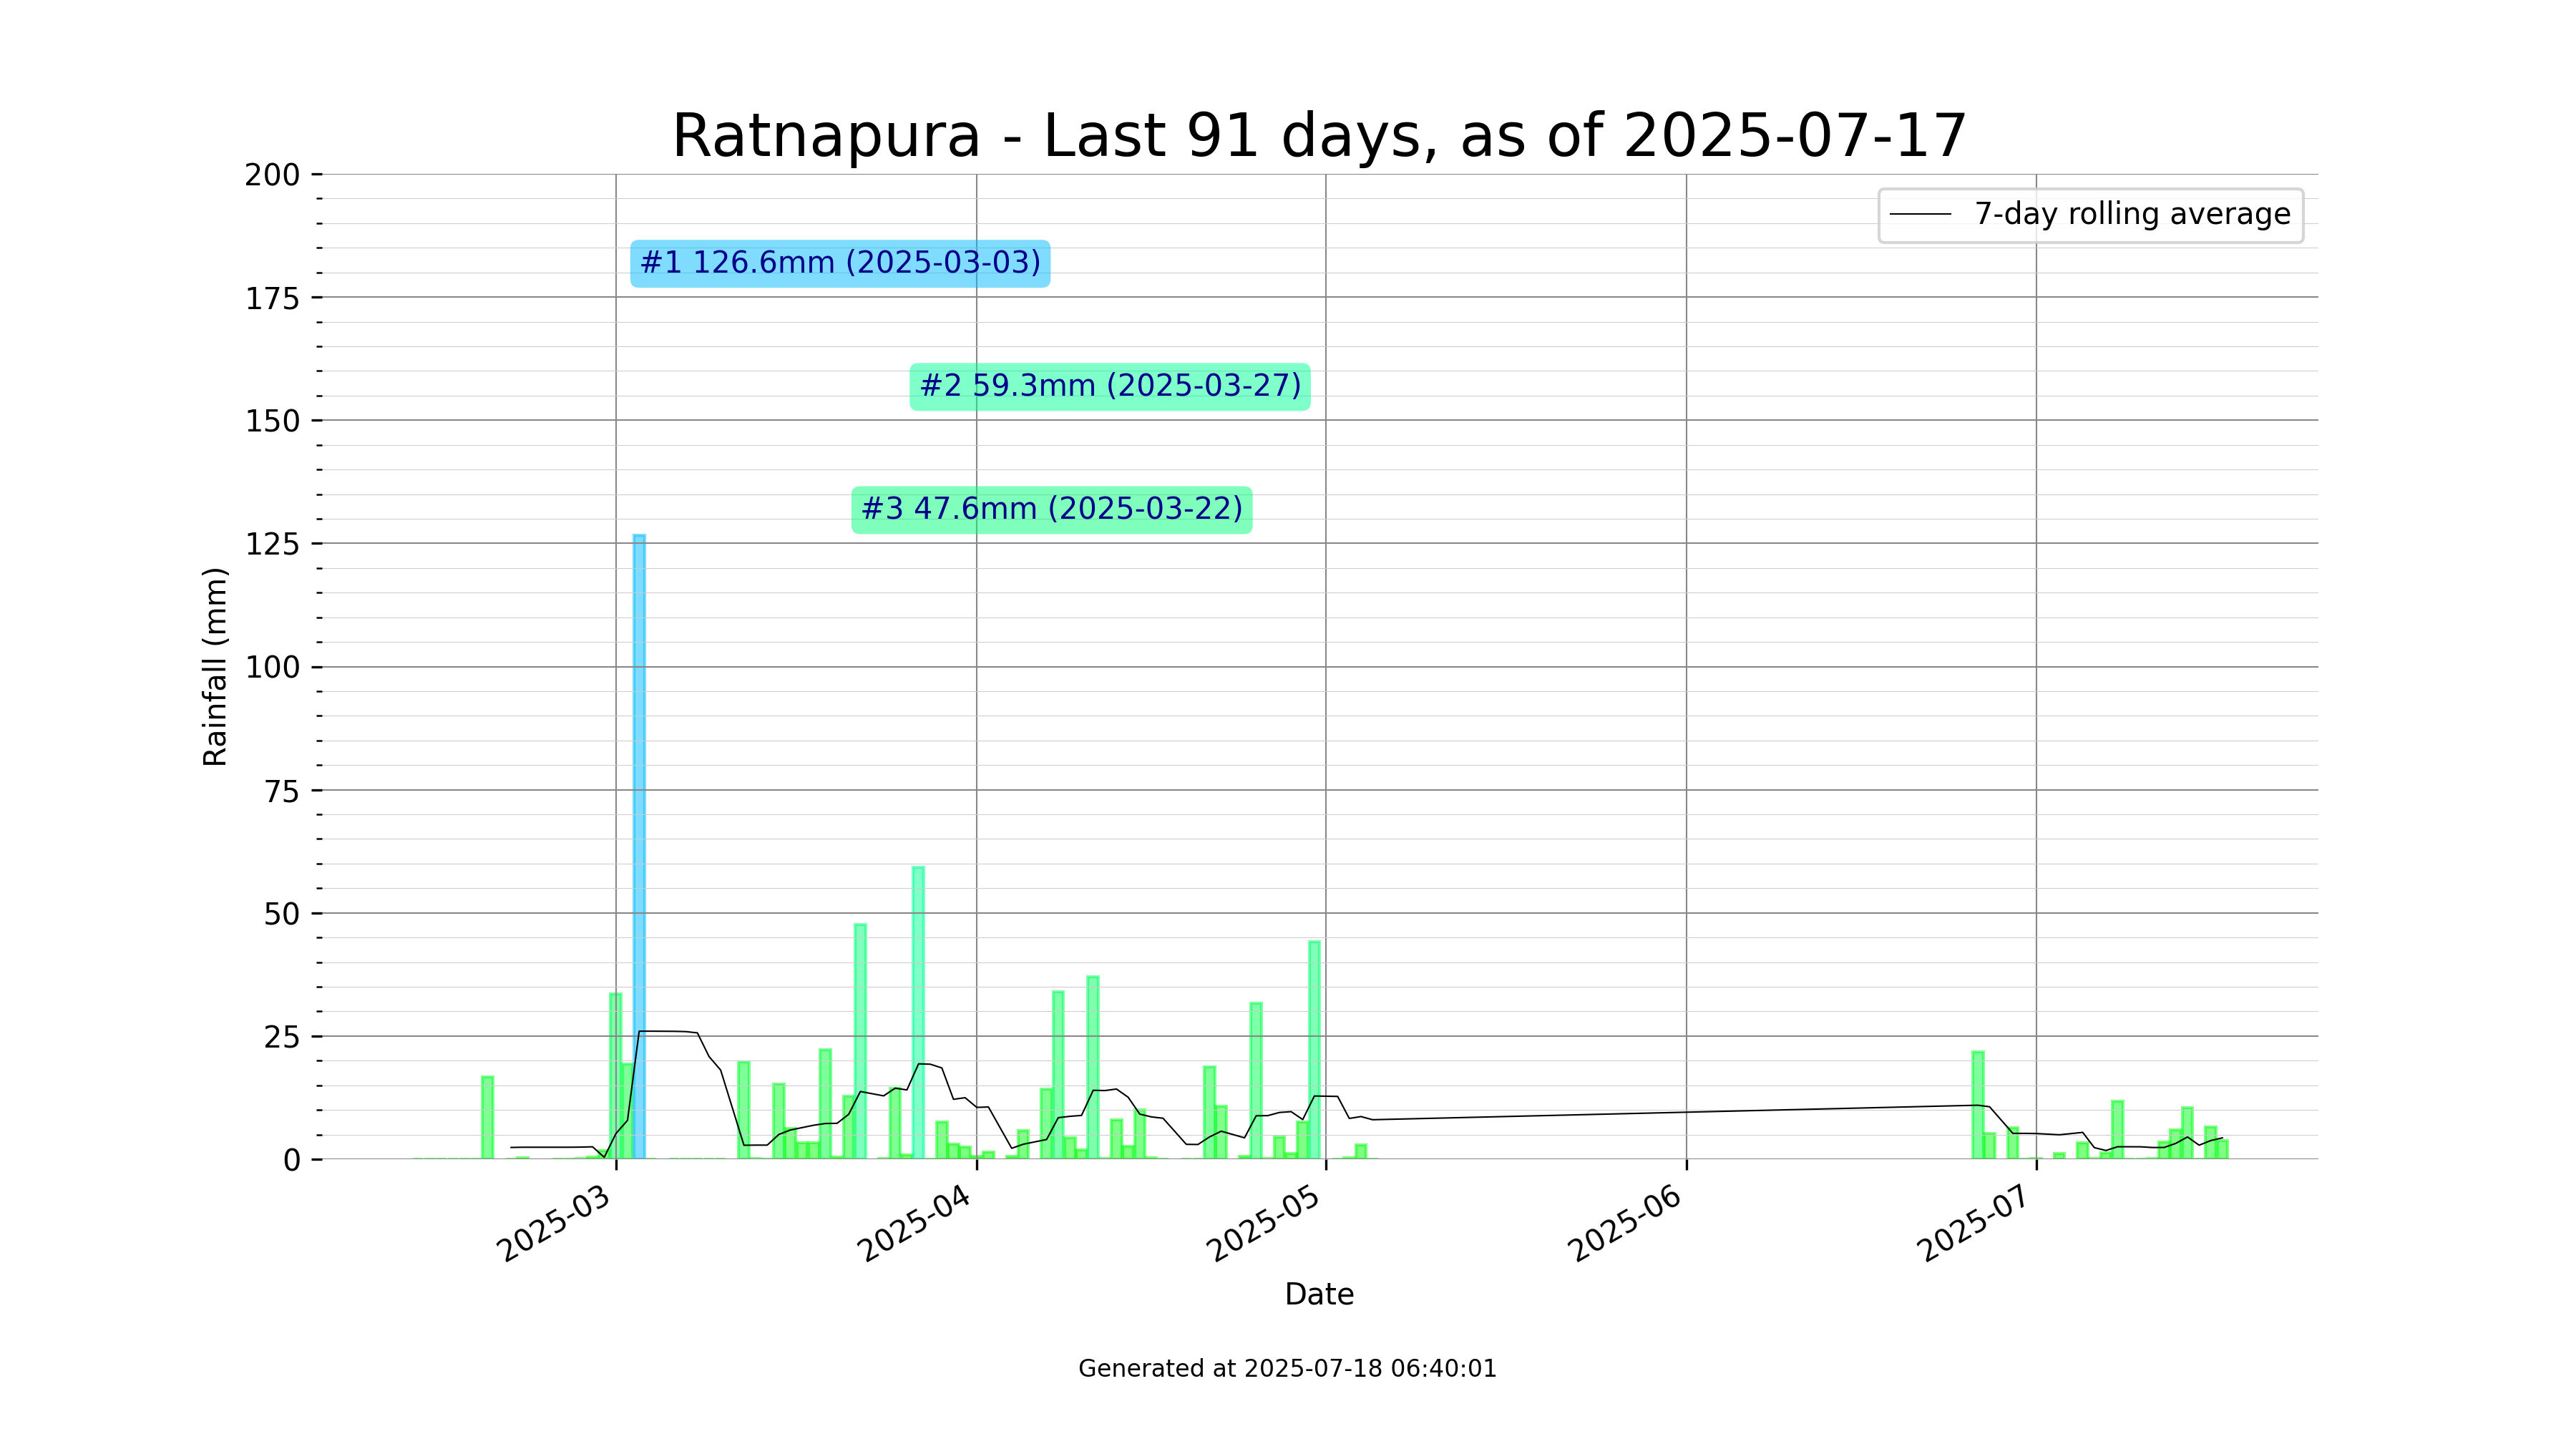 Ratnapura - Last 91 days, as of 2025-07-17
200
175
150
125
100
75
50
25
0
Rainfall (mm)
7-day rolling average
#1 126.6mm (2025-03-03)
#2 59.3mm (2025-03-27)
#3 47.6mm (2025-03-22)
2025-03
2025-04
2025-05
2025-06
2025-07
Date
Generated at 2025-07-18 06:40:01